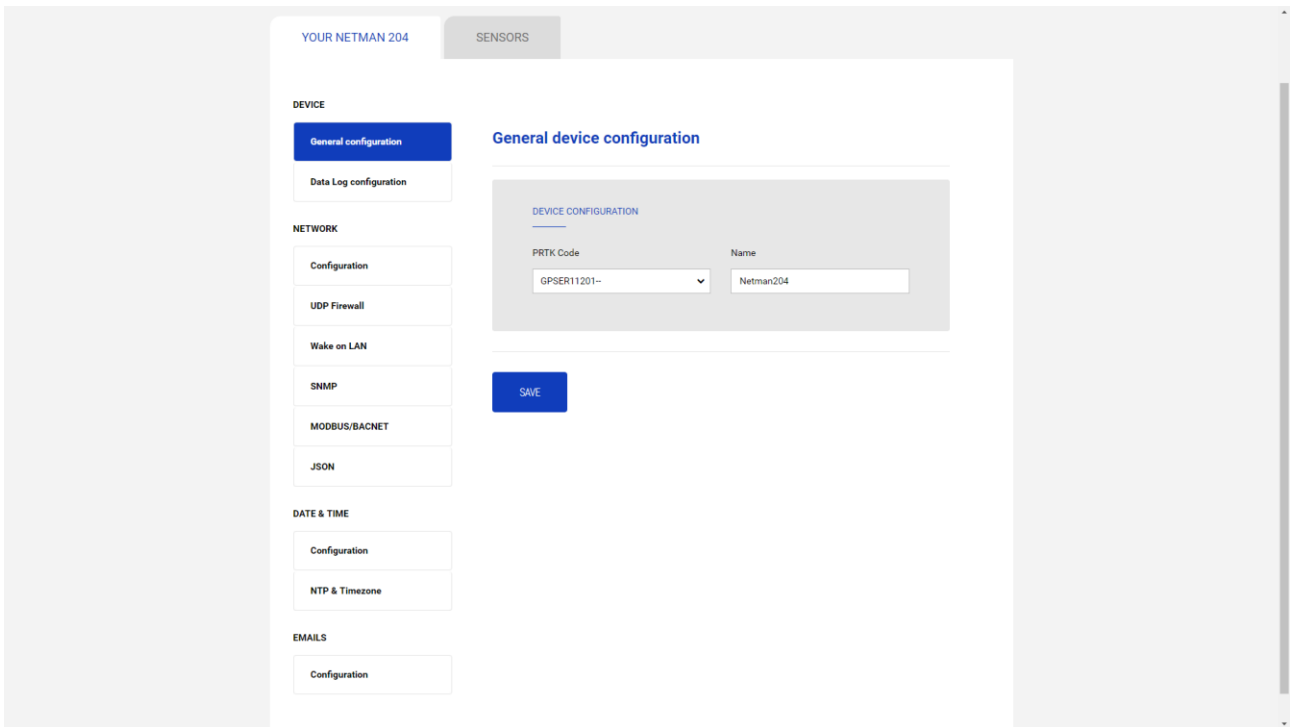 YOUR NETMAN 204
SENSORS
DEVICE
General configuration
Data Log configuration
NETWORK
Configuration
UDP Firewall
Wake on LAN
SNMP
MODBUS/BACNET
JSON
DATE & TIME
Configuration
NTP & Timezone
EMAILS
Configuration
General device configuration
DEVICE CONFIGURATION
PRTK Code
Name
GPSER11201--
Netman204
SAVE